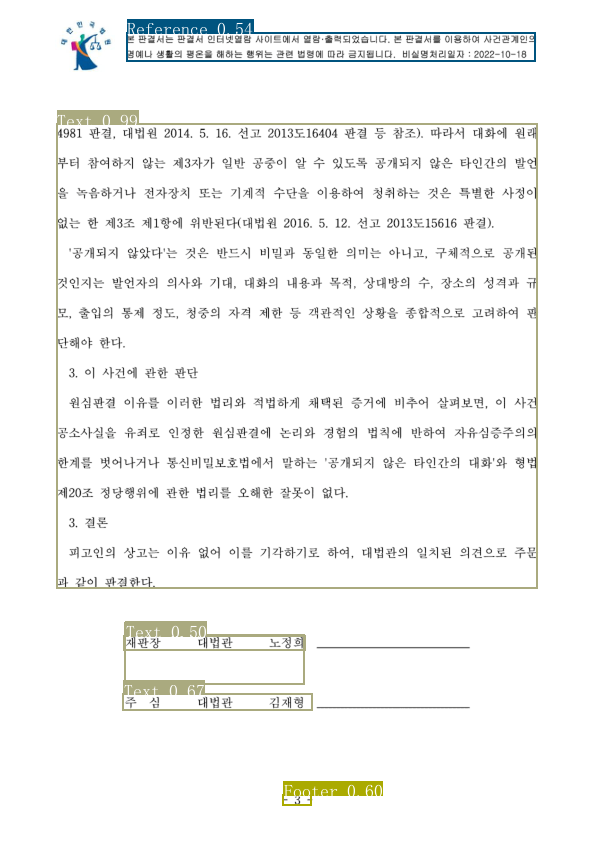 대한민국법원
Reference 0.54
본 판결서는 판결서 인터넷열람 사이트에서 열람·출력되었습니다. 본 판결서를 이용하여 사건관계인의
명예나 생활의 평온을 해하는 행위는 관련 법령에 따라 금지됩니다. 비실명처리일자 : 2022-10-18
Text 0.99
4981 판결, 대법원 2014. 5. 16. 선고 2013도16404 판결 등 참조). 따라서 대화에 원래
부터 참여하지 않는 제3자가 일반 공중이 알 수 있도록 공개되지 않은 타인간의 발언
을 녹음하거나 전자장치 또는 기계적 수단을 이용하여 청취하는 것은 특별한 사정이
없는 한 제3조 제1항에 위반된다(대법원 2016. 5. 12. 선고 2013도15616 판결).
'공개되지 않았다'는 것은 반드시 비밀과 동일한 의미는 아니고, 구체적으로 공개된
것인지는 발언자의 의사와 기대, 대화의 내용과 목적, 상대방의 수, 장소의 성격과 규
모, 출입의 통제 정도, 청중의 자격 제한 등 객관적인 상황을 종합적으로 고려하여 판
단해야 한다.
3. 이 사건에 관한 판단
원심판결 이유를 이러한 법리와 적법하게 채택된 증거에 비추어 살펴보면, 이 사건
공소사실을 유죄로 인정한 원심판결에 논리와 경험의 법칙에 반하여 자유심증주의의
한계를 벗어나거나 통신비밀보호법에서 말하는 '공개되지 않은 타인간의 대화'와 형법
제20조 정당행위에 관한 법리를 오해한 잘못이 없다.
3. 결론
피고인의 상고는 이유 없어 이를 기각하기로 하여, 대법관의 일치된 의견으로 주문
과 같이 판결한다.
Text 0.50
재판장 대법관 노정희
Text 0.67
주 심 대법관 김재형
Footer 0.60
- 3 -